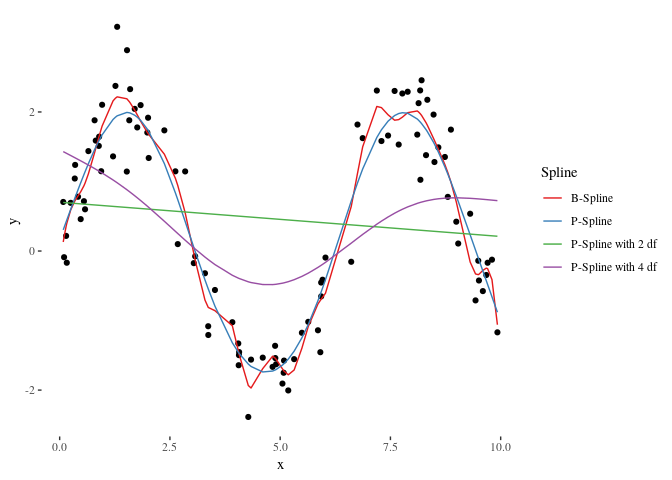 2
0
-2
y
0.0
2.5
5.0
7.5
10.0
x
Spline
B-Spline
P-Spline
P-Spline with 2 df
P-Spline with 4 df